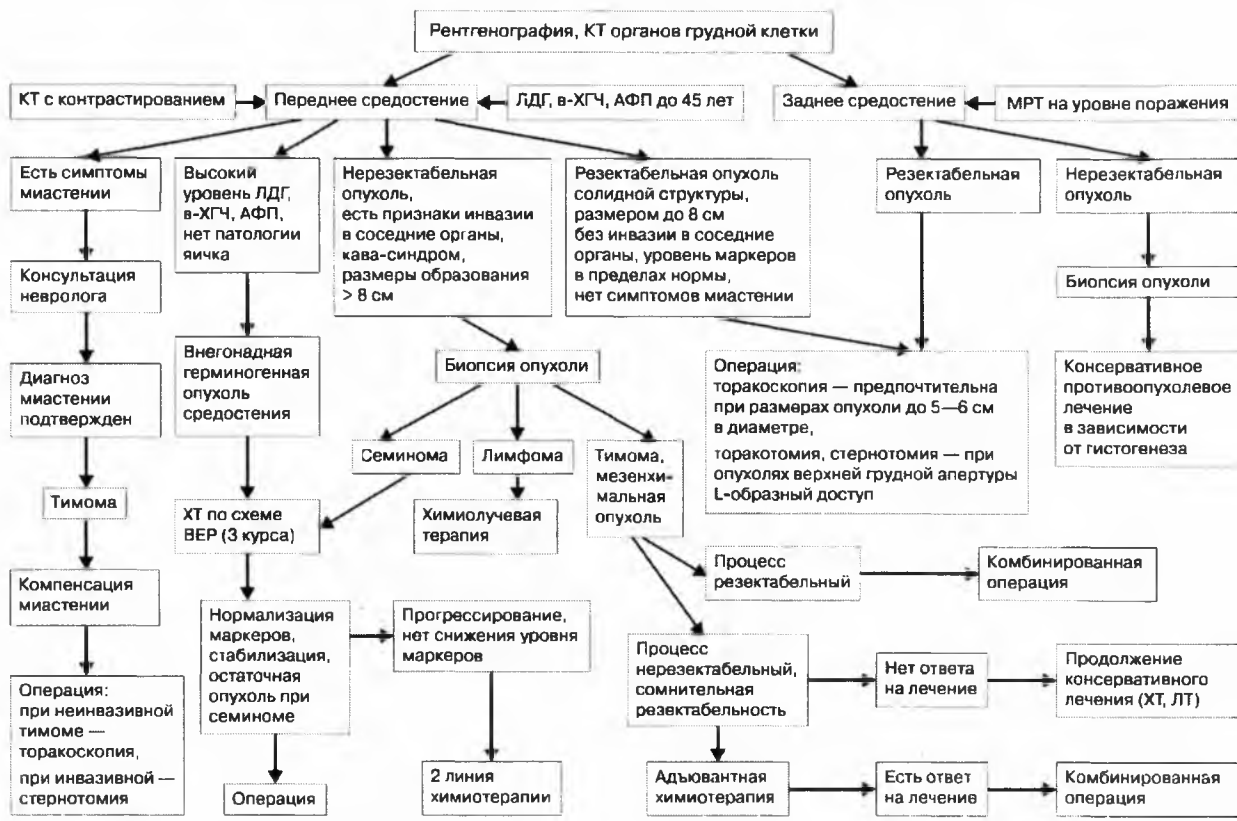 Рентгенография, КТ органов грудной клетки
КТ с контрастированием
Переднее средостение
ЛДГ, в-ХГЧ, АФП до 45 лет
Заднее средостение
МРТ на уровне поражения
Есть симптомы
миастении
Высокий
уровень ЛДГ,
в-ХГЧ, АФП,
нет патологии
яичка
Нерезектабельная
опухоль,
есть признаки инвазии
в соседние органы,
кава-синдром,
размеры образования
> 8 см
Резектабельная опухоль
солидной структуры,
размером до 8 см
без инвазии в соседние
органы, уровень маркеров
в пределах нормы,
нет симптомов миастении
Резектабельная
опухоль
Нерезектабельная
опухоль
Консультация
невролога
Биопсия опухоли
Диагноз
миастении
подтвержден
Внегонадная
герминогенная
опухоль
средостения
Биопсия опухоли
Операция:
торакоскопия — предпочтительна
при размерах опухоли до 5—6 см
в диаметре,
торакотомия, стернотомия — при
опухолях верхней грудной апертуры
L-образный доступ
Консервативное
противоопухолевое
лечение
в зависимости
от гистогенеза
Семинома
Лимфома
Тимома,
мезенхи-
мальная
опухоль
Тимома
ХТ по схеме
ВЕР (3 курса)
Химиолучевая
терапия
Процесс
резектабельный
Комбинированная
операция
Компенсация
миастении
Нормализация
маркеров,
стабилизация,
остаточная
опухоль при
семиноме
Прогрессирование,
нет снижения уровня
маркеров
Процесс
нерезектабельный,
сомнительная
резектабельность
Нет ответа
на лечение
Продолжение
консервативного
лечения (ХТ, ЛТ)
Операция:
при неинвазивной
тимоме —
торакоскопия,
при инвазивной —
стернотомия
Операция
2 линия
химиотерапии
Адъювантная
химиотерапия
Есть ответ
на лечение
Комбинированная
операция